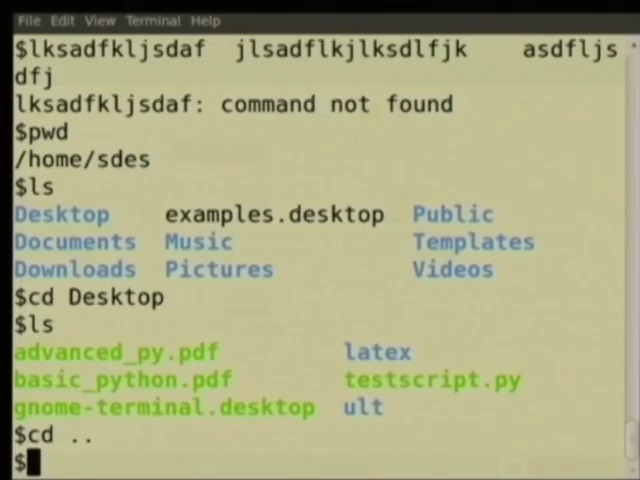 File Edit View Terminal Help
$lksadfkljsdaf  jlsadflkjlksdlfjk    asdfljs
dfj
lksadfkljsdaf: command not found
$pwd
/home/sdes
$ls
Desktop    examples.desktop  Public
Documents  Music             Templates
Downloads  Pictures          Videos
$cd Desktop
$ls
advanced_py.pdf         latex
basic_python.pdf        testscript.py
gnome-terminal.desktop  ult
$cd ..
$